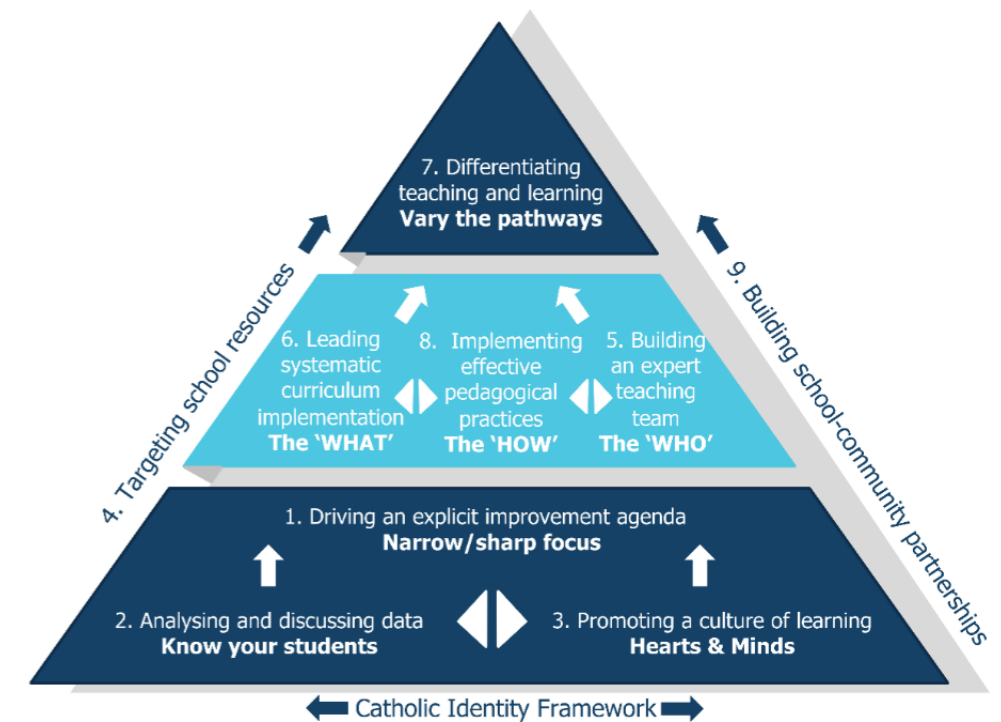 7. Differentiating
teaching and learning
Vary the pathways
4. Targeting school resources
9. Building school-community partnerships
6. Leading
systematic
curriculum
implementation
The ‘WHAT’
8. Implementing
effective
pedagogical
practices
The ‘HOW’
5. Building
an expert
teaching
team
The ‘WHO’
1. Driving an explicit improvement agenda
Narrow/sharp focus
2. Analysing and discussing data
Know your students
3. Promoting a culture of learning
Hearts & Minds
Catholic Identity Framework